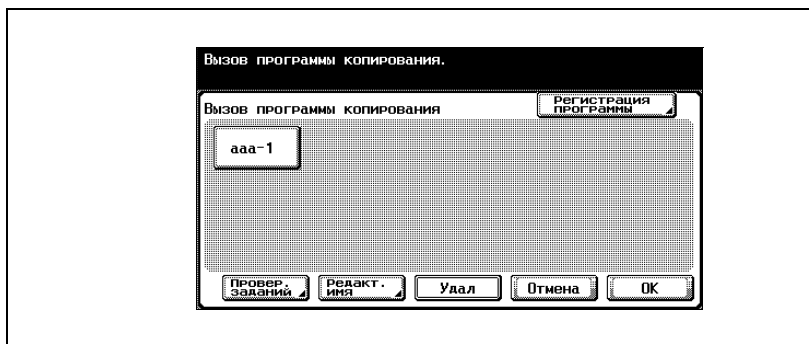 Вызов программы копирования.
Вызов программы копирования
Регистрация
программы
aaa-1
Провер.
заданий
Редакт.
имя
Удал
Отмена
OK